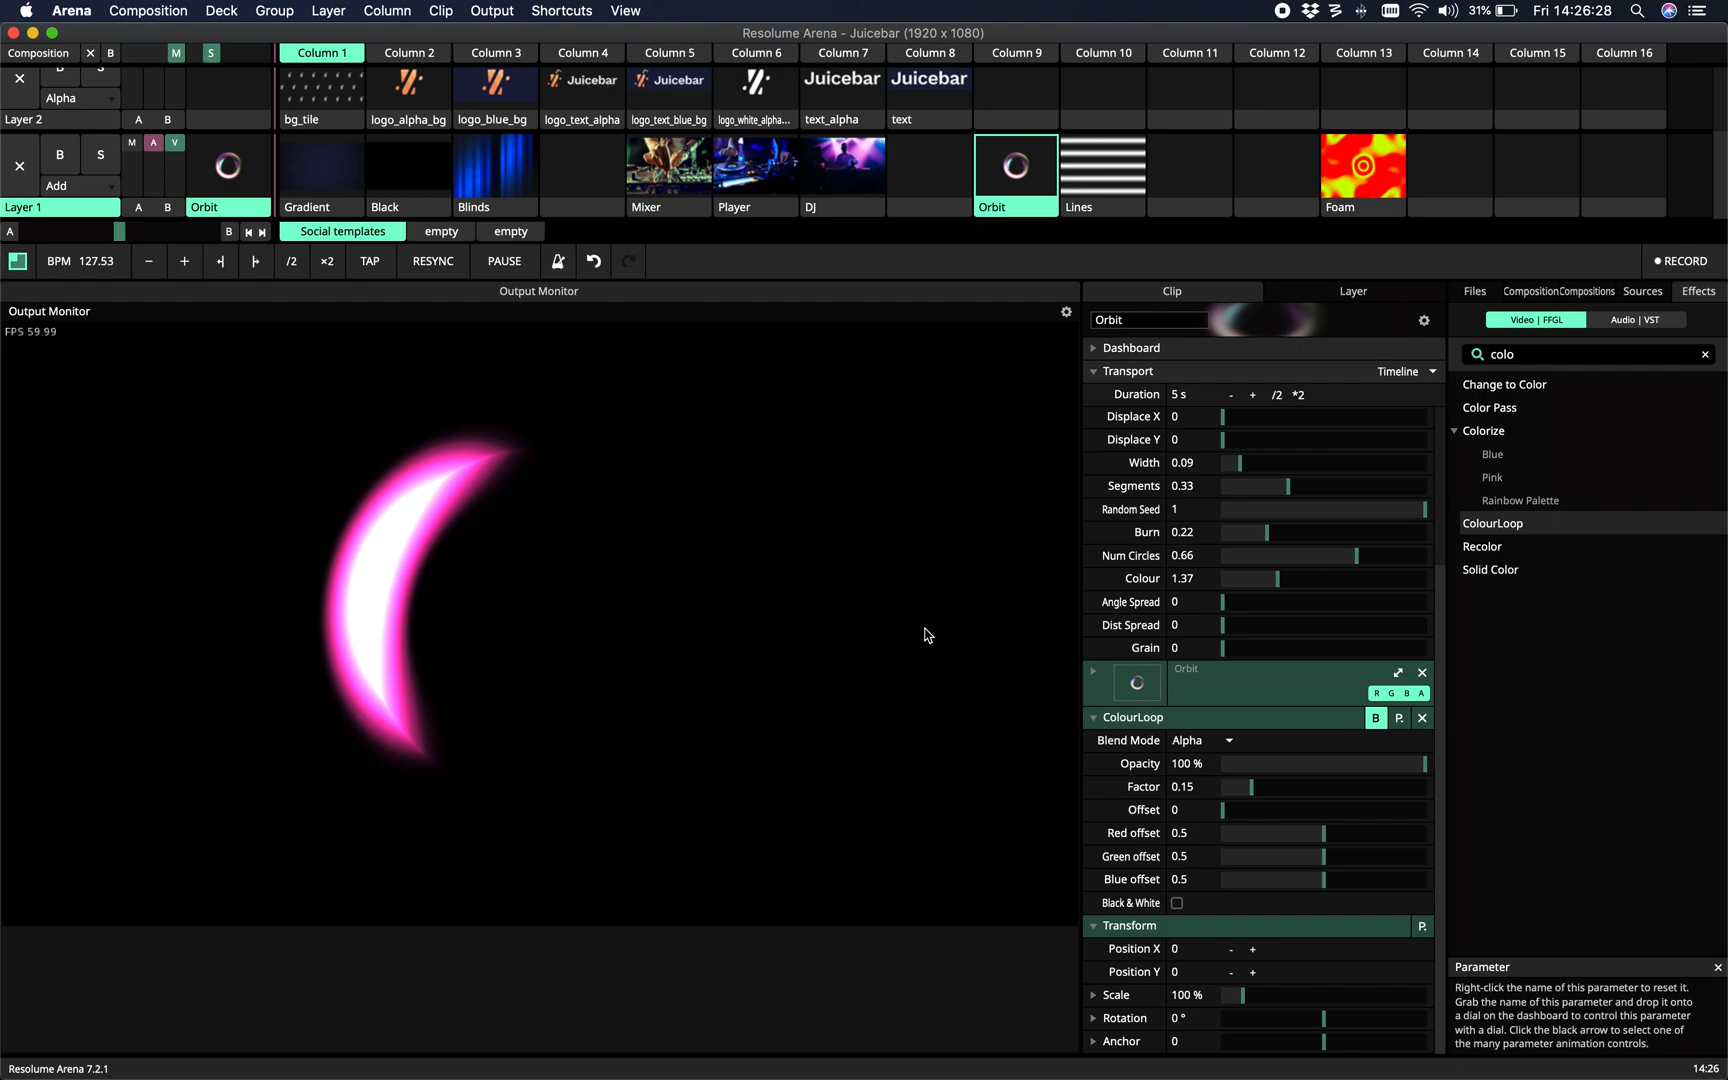 Arena Composition Deck Group Layer Column Clip Output Shortcuts View 31% Fri 14:26:28
Resolume Arena - Juicebar (1920 x 1080)
Composition X B M S Column 1 Column 2 Column 3 Column 4 Column 5 Column 6 Column 7 Column 8 Column 9 Column 10 Column 11 Column 12 Column 13 Column 14 Column 15 Column 16
B S Juicebar Juicebar Juicebar Juicebar
Alpha
Layer 2 A B bg_tile logo_alpha_bg logo_blue_bg logo_text_alpha logo_text_blue_bg logo_white_alpha... text_alpha text
B S M A V
Add
Layer 1 A B Orbit Gradient Black Blinds Mixer Player DJ Orbit Lines Foam
A B Social templates empty empty
BPM 127.53 − + /2 ×2 TAP RESYNC PAUSE RECORD
Output Monitor Clip Layer Files CompositionCompositions Sources Effects
Output Monitor
FPS 59.99
Orbit
Video | FFGL Audio | VST
Dashboard
colo
Transport Timeline
Change to Color
Duration 5 s - + /2 *2
Color Pass
Displace X 0
Colorize
Displace Y 0
Blue
Width 0.09
Pink
Segments 0.33
Rainbow Palette
Random Seed 1
ColourLoop
Burn 0.22
Recolor
Num Circles 0.66
Solid Color
Colour 1.37
Angle Spread 0
Dist Spread 0
Grain 0
Orbit
R G B A
ColourLoop B P. X
Blend Mode Alpha
Opacity 100 %
Factor 0.15
Offset 0
Red offset 0.5
Green offset 0.5
Blue offset 0.5
Black & White
Transform P.
Position X 0 - +
Position Y 0 - +
Scale 100 %
Rotation 0 °
Anchor 0
Parameter
Right-click the name of this parameter to reset it.
Grab the name of this parameter and drop it onto
a dial on the dashboard to control this parameter
with a dial. Click the black arrow to select one of
the many parameter animation controls.
Resolume Arena 7.2.1 14:26